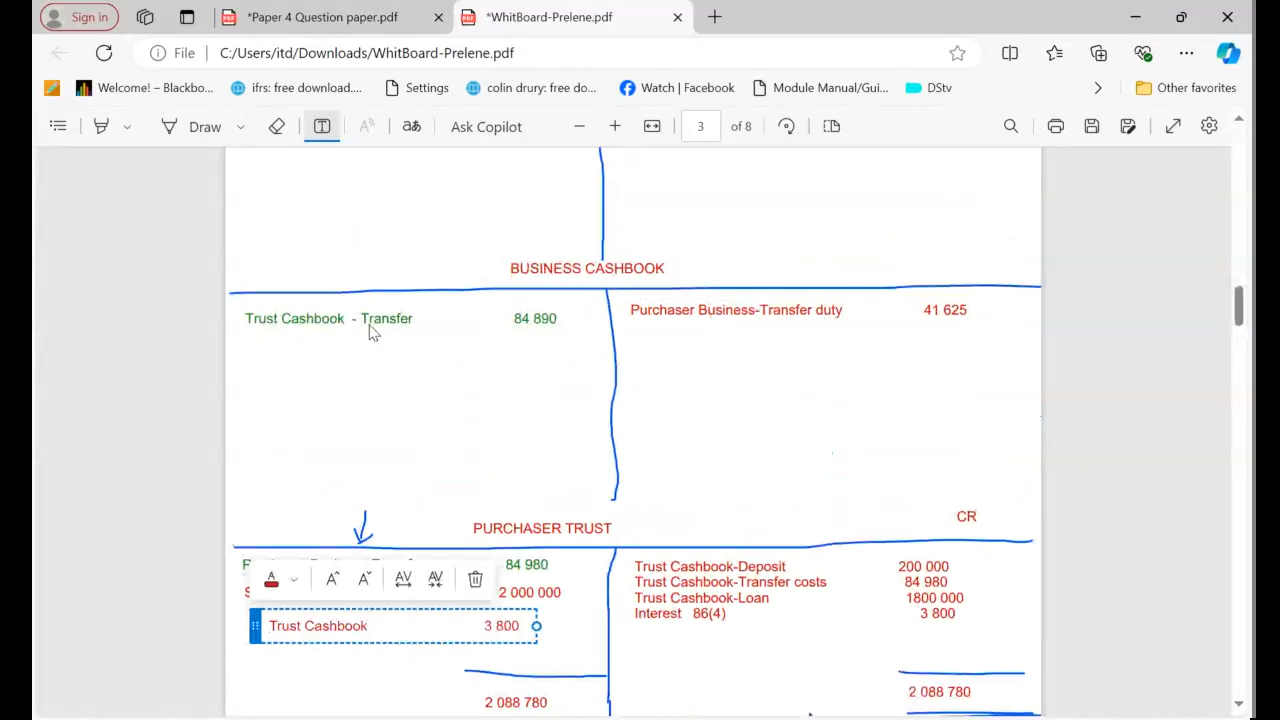 Sign in
*Paper 4 Question paper.pdf
*WhitBoard-Prelene.pdf
File
C:/Users/itd/Downloads/WhitBoard-Prelene.pdf
Welcome! – Blackbo...
ifrs: free download....
Settings
colin drury: free do...
Watch | Facebook
Module Manual/Gui...
DStv
Other favorites
Draw
Ask Copilot
3 of 8
BUSINESS CASHBOOK
Trust Cashbook - Transfer 84 890
Purchaser Business-Transfer duty 41 625
CR
PURCHASER TRUST
84 980
2 000 000
Trust Cashbook 3 800
2 088 780
Trust Cashbook-Deposit 200 000
Trust Cashbook-Transfer costs 84 980
Trust Cashbook-Loan 1800 000
Interest 86(4) 3 800
2 088 780